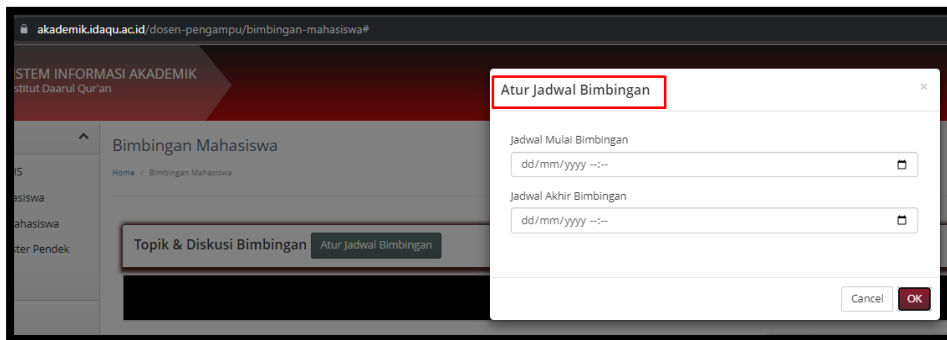 akademik.idaqu.ac.id/dosen-pengampu/bimbingan-mahasiswa#
ISTEM INFORMASI AKADEMIK
stitut Daarul Qur'an
Atur Jadwal Bimbingan
×
Jadwal Mulai Bimbingan
dd/mm/yyyy --:--
Jadwal Akhir Bimbingan
dd/mm/yyyy --:--
Cancel
OK
Bimbingan Mahasiswa
Home / Bimbingan Mahasiswa
IS
asiswa
ahasiswa
ster Pendek
Topik & Diskusi Bimbingan
Atur Jadwal Bimbingan